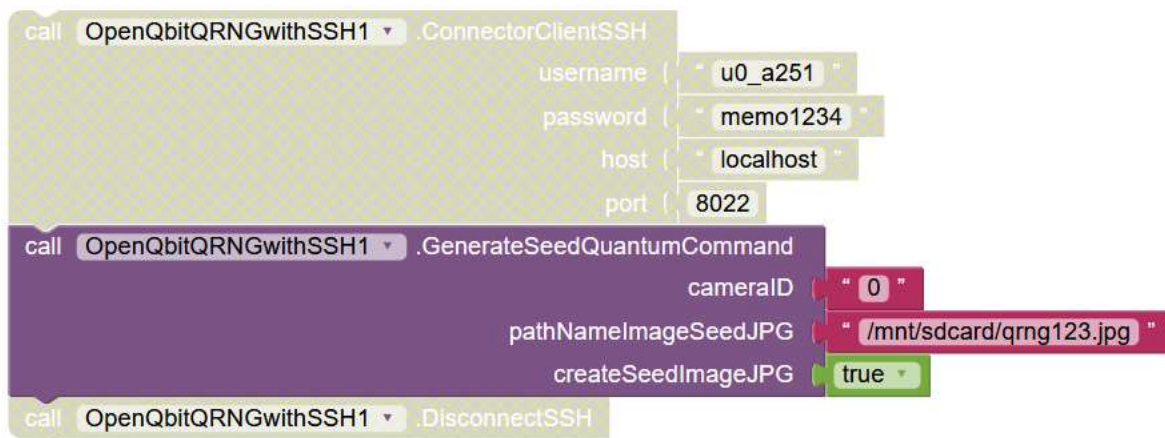 call OpenQbitQRNGwithSSH1 .ConnectorClientSSH
username " u0_a251 "
password " memo1234 "
host " localhost "
port 8022
call OpenQbitQRNGwithSSH1 .GenerateSeedQuantumCommand
cameraID " 0 "
pathNameImageSeedJPG " /mnt/sdcard/qrng123.jpg "
createSeedImageJPG true
call OpenQbitQRNGwithSSH1 .DisconnectSSH